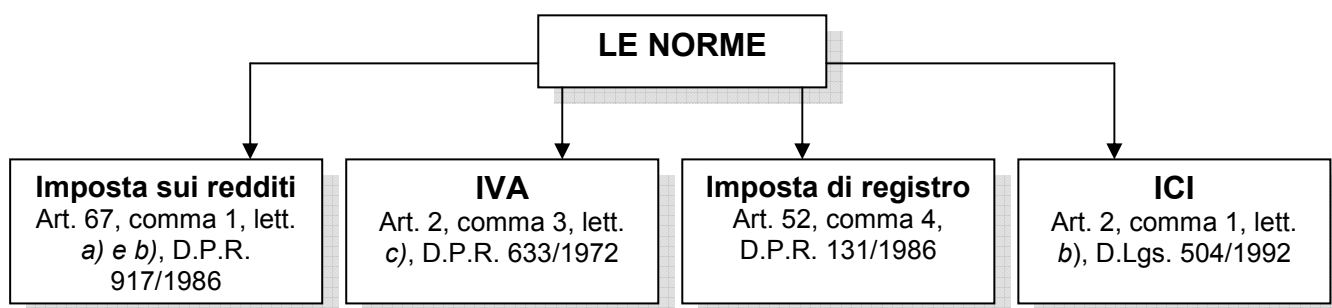 LE NORME
Imposta sui redditi
Art. 67, comma 1, lett.
a) e b), D.P.R.
917/1986
IVA
Art. 2, comma 3, lett.
c), D.P.R. 633/1972
Imposta di registro
Art. 52, comma 4,
D.P.R. 131/1986
ICI
Art. 2, comma 1, lett.
b), D.Lgs. 504/1992